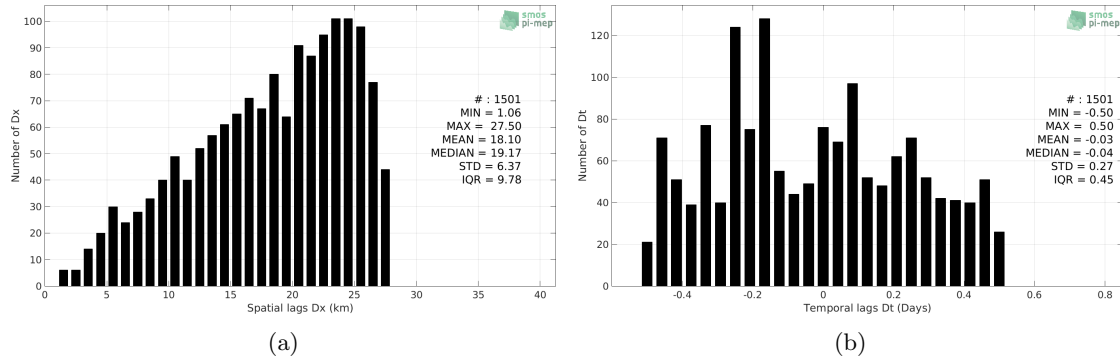 smos
pi-mep
100
90
80
70
60
50
40
30
20
10
0
Number of Dx
# : 1501
MIN = 1.06
MAX = 27.50
MEAN = 18.10
MEDIAN = 19.17
STD = 6.37
IQR = 9.78
0 5 10 15 20 25 30 35 40
Spatial lags Dx (km)
(a)
smos
pi-mep
120
100
80
60
40
20
0
Number of Dt
# : 1501
MIN = -0.50
MAX = 0.50
MEAN = -0.03
MEDIAN = -0.04
STD = 0.27
IQR = 0.45
-0.4 -0.2 0 0.2 0.4 0.6 0.8
Temporal lags Dt (Days)
(b)